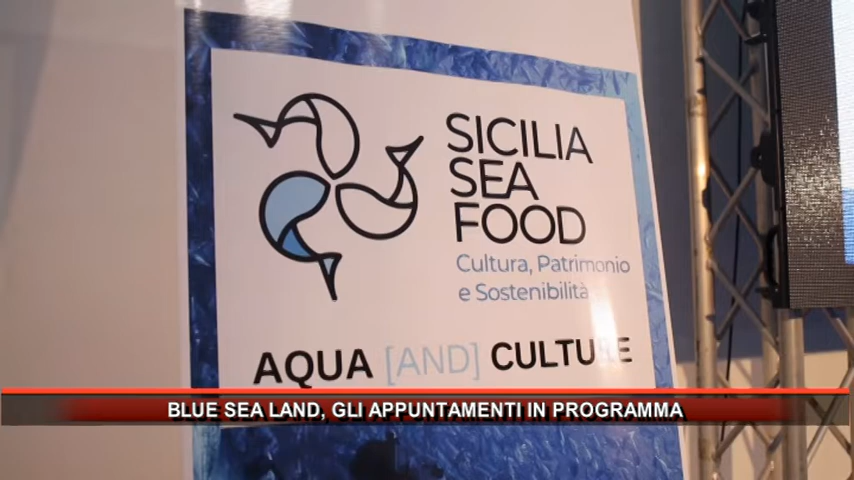 SICILIA
SEA
FOOD
Cultura, Patrimonio
e Sostenibilità
AQUA [AND] CULTURE
BLUE SEA LAND, GLI APPUNTAMENTI IN PROGRAMMA